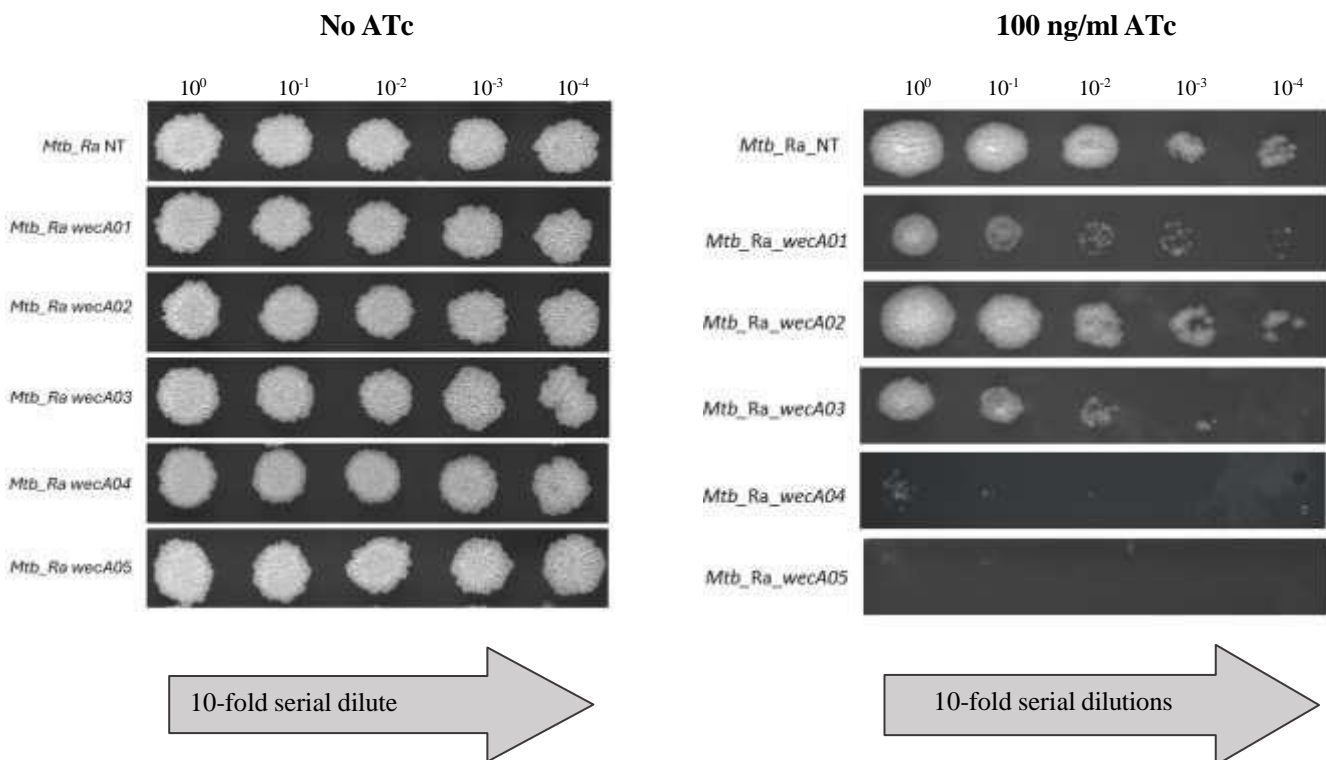 No ATc
10⁰ 10⁻¹ 10⁻² 10⁻³ 10⁻⁴
Mtb_Ra NT
Mtb_Ra wecA01
Mtb_Ra wecA02
Mtb_Ra wecA03
Mtb_Ra wecA04
Mtb_Ra wecA05
10-fold serial dilute
100 ng/ml ATc
10⁰ 10⁻¹ 10⁻² 10⁻³ 10⁻⁴
Mtb_Ra_NT
Mtb_Ra_wecA01
Mtb_Ra_wecA02
Mtb_Ra_wecA03
Mtb_Ra_wecA04
Mtb_Ra_wecA05
10-fold serial dilutions